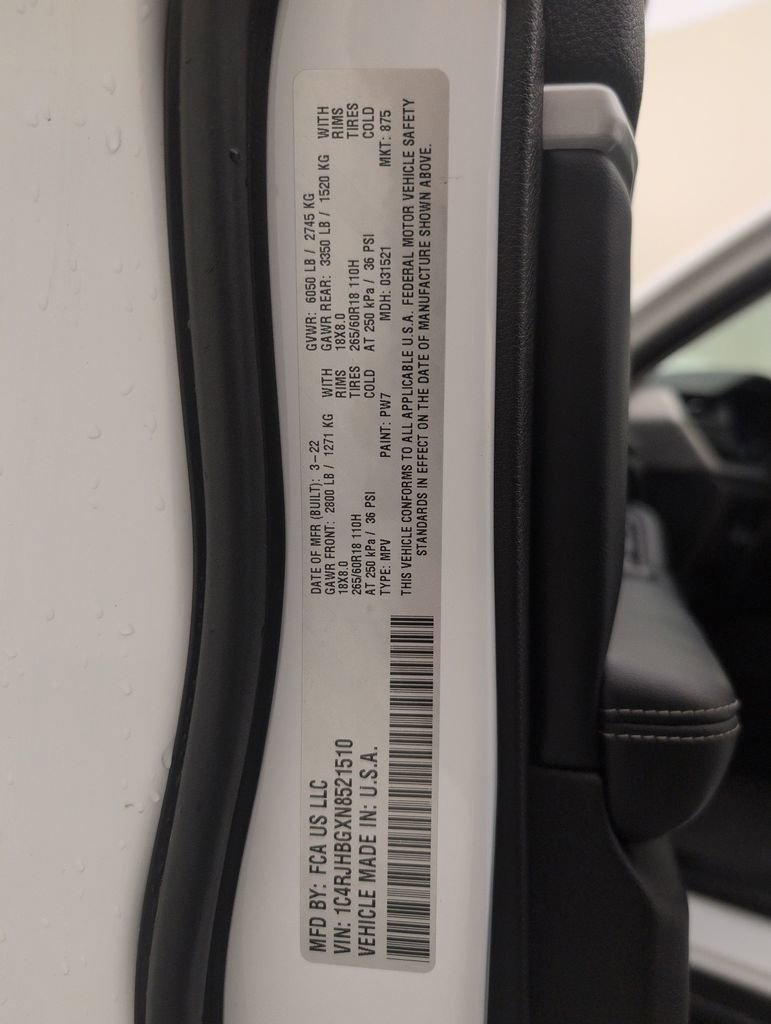 MFD BY: FCA US LLC
VIN: 1C4RJHBGXN8521510
VEHICLE MADE IN: U.S.A.
DATE OF MFR (BUILT): 3-22 GVWR: 6050 LB / 2745 KG
GAWR FRONT: 2800 LB / 1271 KG WITH GAWR REAR: 3350 LB / 1520 KG WITH
18X8.0 RIMS 18X8.0 RIMS
265/60R18 110H TIRES 265/60R18 110H TIRES
AT 250 kPa / 36 PSI COLD AT 250 kPa / 36 PSI COLD
TYPE: MPV PAINT: PW7 MDH: 031521 MKT: 875
THIS VEHICLE CONFORMS TO ALL APPLICABLE U.S.A. FEDERAL MOTOR VEHICLE SAFETY
STANDARDS IN EFFECT ON THE DATE OF MANUFACTURE SHOWN ABOVE.